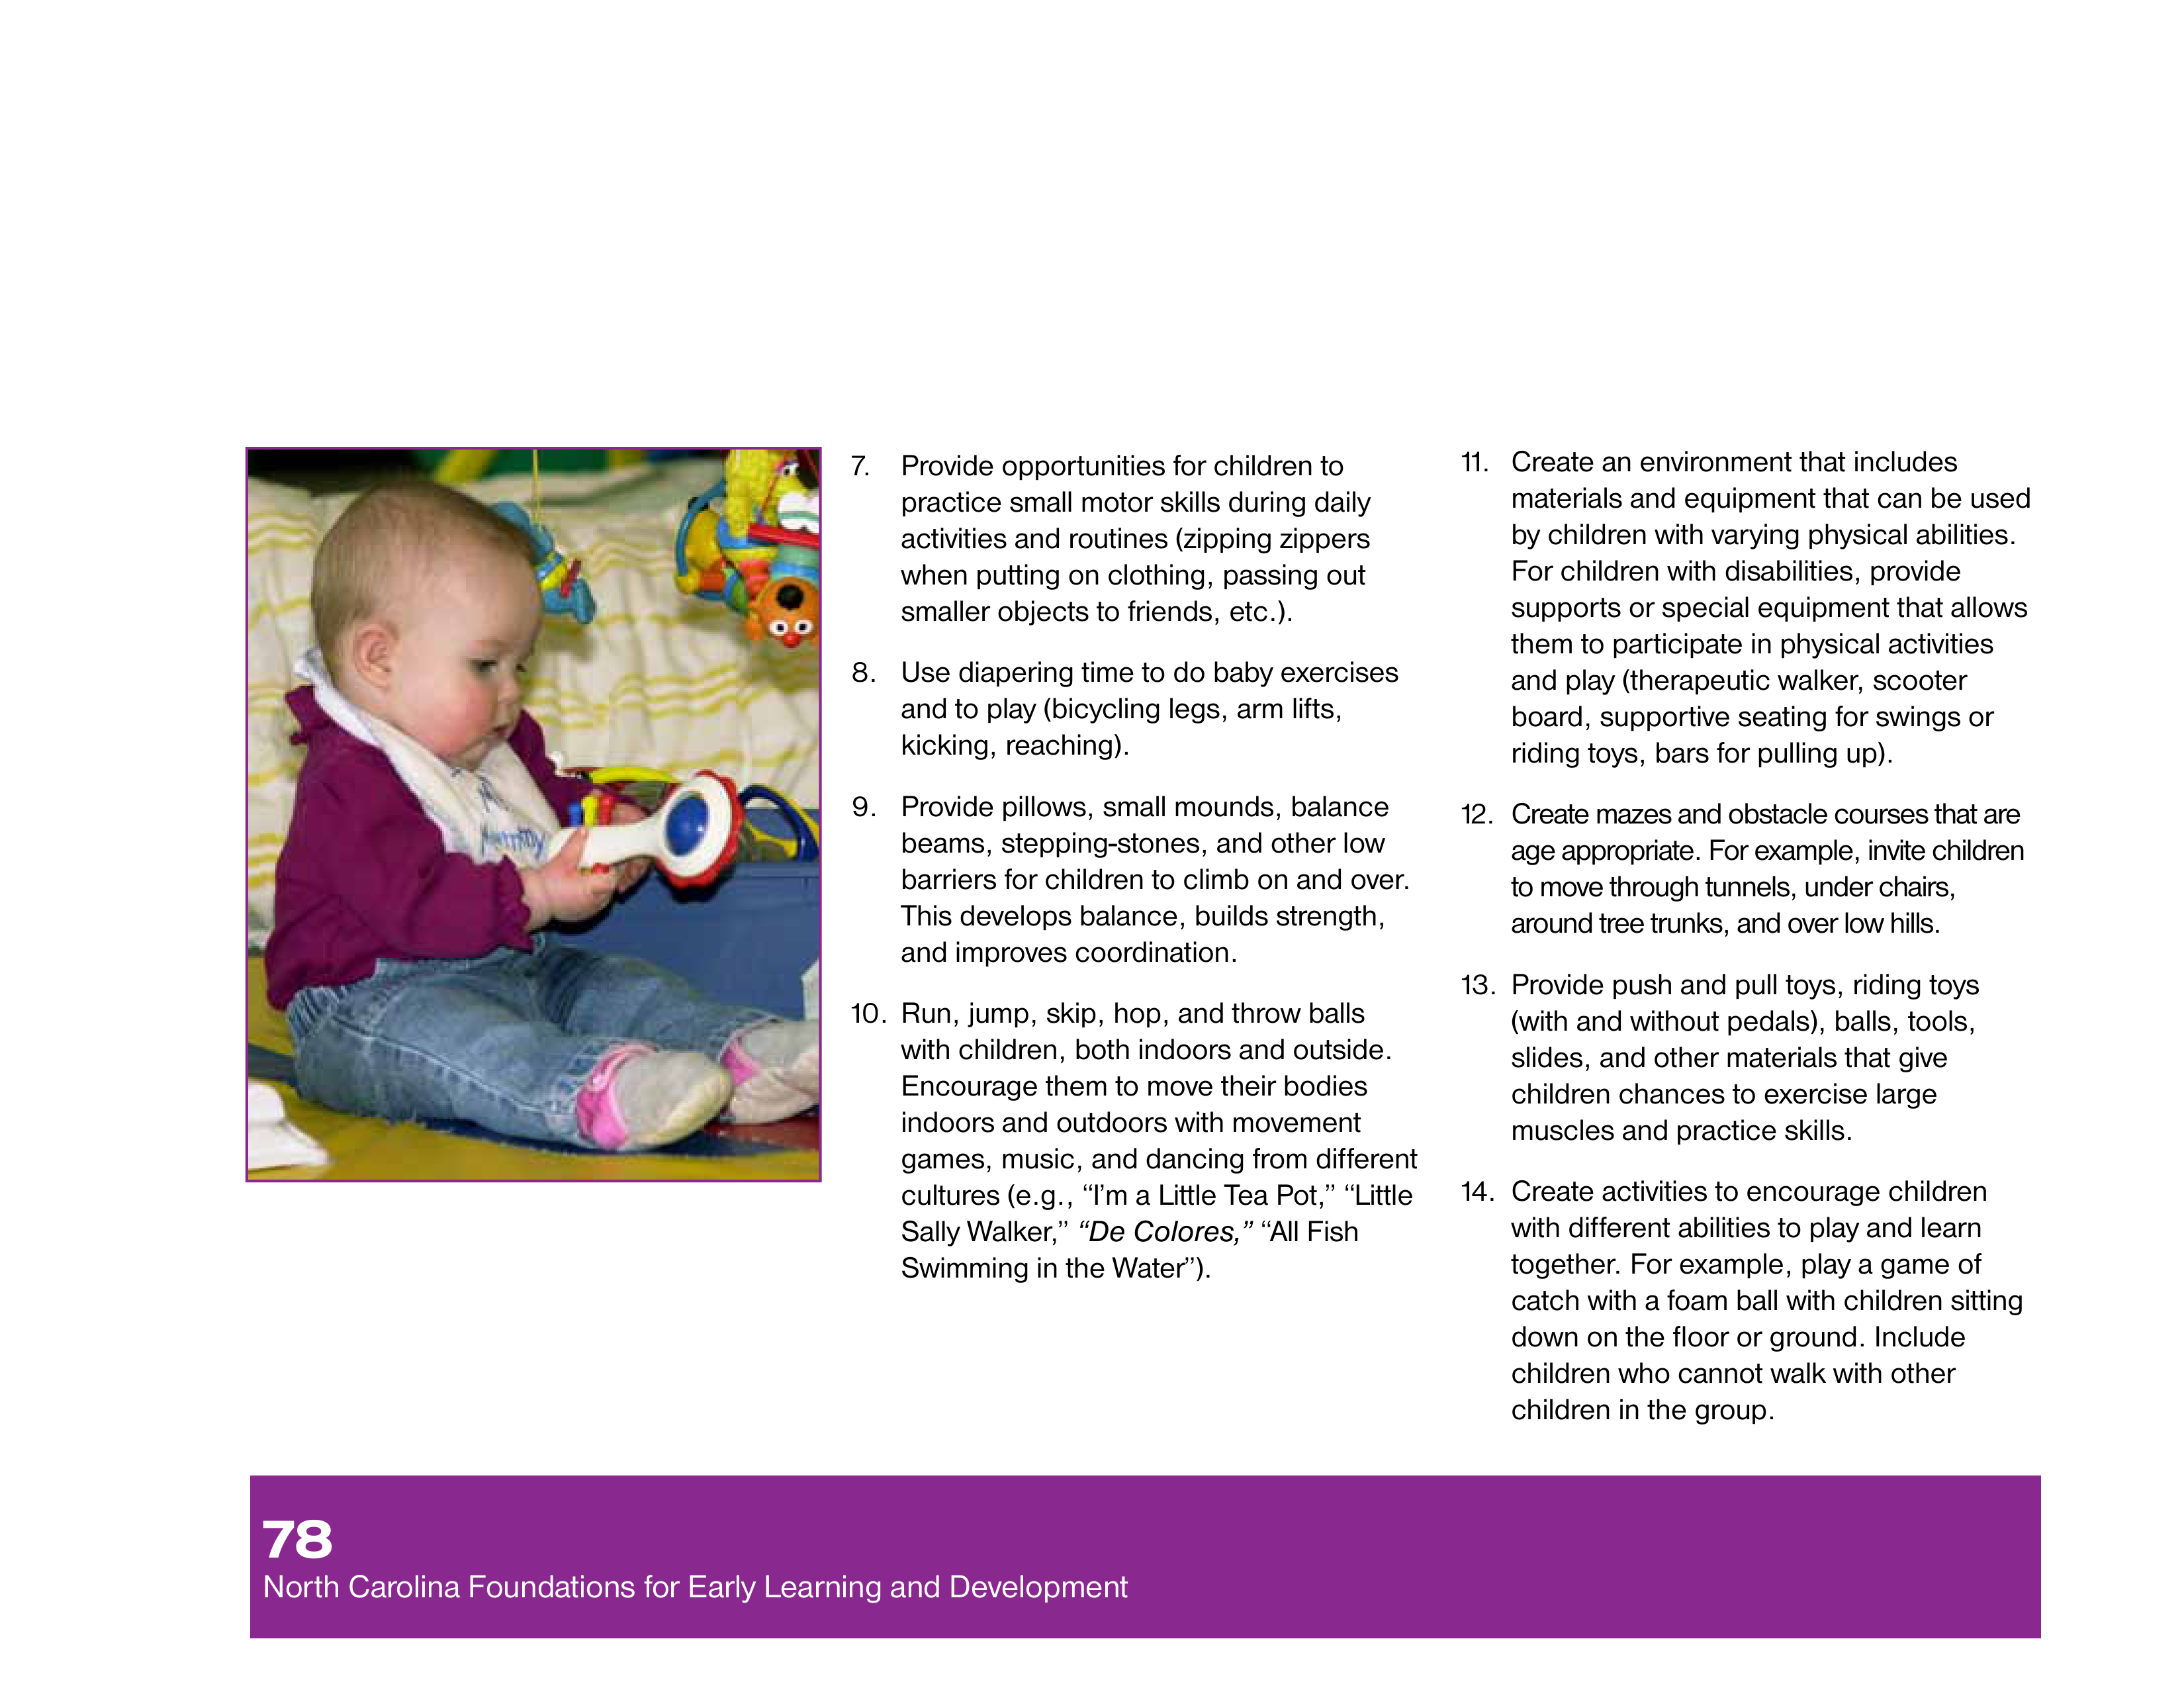 7. Provide opportunities for children to
practice small motor skills during daily
activities and routines (zipping zippers
when putting on clothing, passing out
smaller objects to friends, etc.).
8. Use diapering time to do baby exercises
and to play (bicycling legs, arm lifts,
kicking, reaching).
9. Provide pillows, small mounds, balance
beams, stepping-stones, and other low
barriers for children to climb on and over.
This develops balance, builds strength,
and improves coordination.
10. Run, jump, skip, hop, and throw balls
with children, both indoors and outside.
Encourage them to move their bodies
indoors and outdoors with movement
games, music, and dancing from different
cultures (e.g., “I’m a Little Tea Pot,” “Little
Sally Walker,” “De Colores,” “All Fish
Swimming in the Water”).
11. Create an environment that includes
materials and equipment that can be used
by children with varying physical abilities.
For children with disabilities, provide
supports or special equipment that allows
them to participate in physical activities
and play (therapeutic walker, scooter
board, supportive seating for swings or
riding toys, bars for pulling up).
12. Create mazes and obstacle courses that are
age appropriate. For example, invite children
to move through tunnels, under chairs,
around tree trunks, and over low hills.
13. Provide push and pull toys, riding toys
(with and without pedals), balls, tools,
slides, and other materials that give
children chances to exercise large
muscles and practice skills.
14. Create activities to encourage children
with different abilities to play and learn
together. For example, play a game of
catch with a foam ball with children sitting
down on the floor or ground. Include
children who cannot walk with other
children in the group.
78
North Carolina Foundations for Early Learning and Development